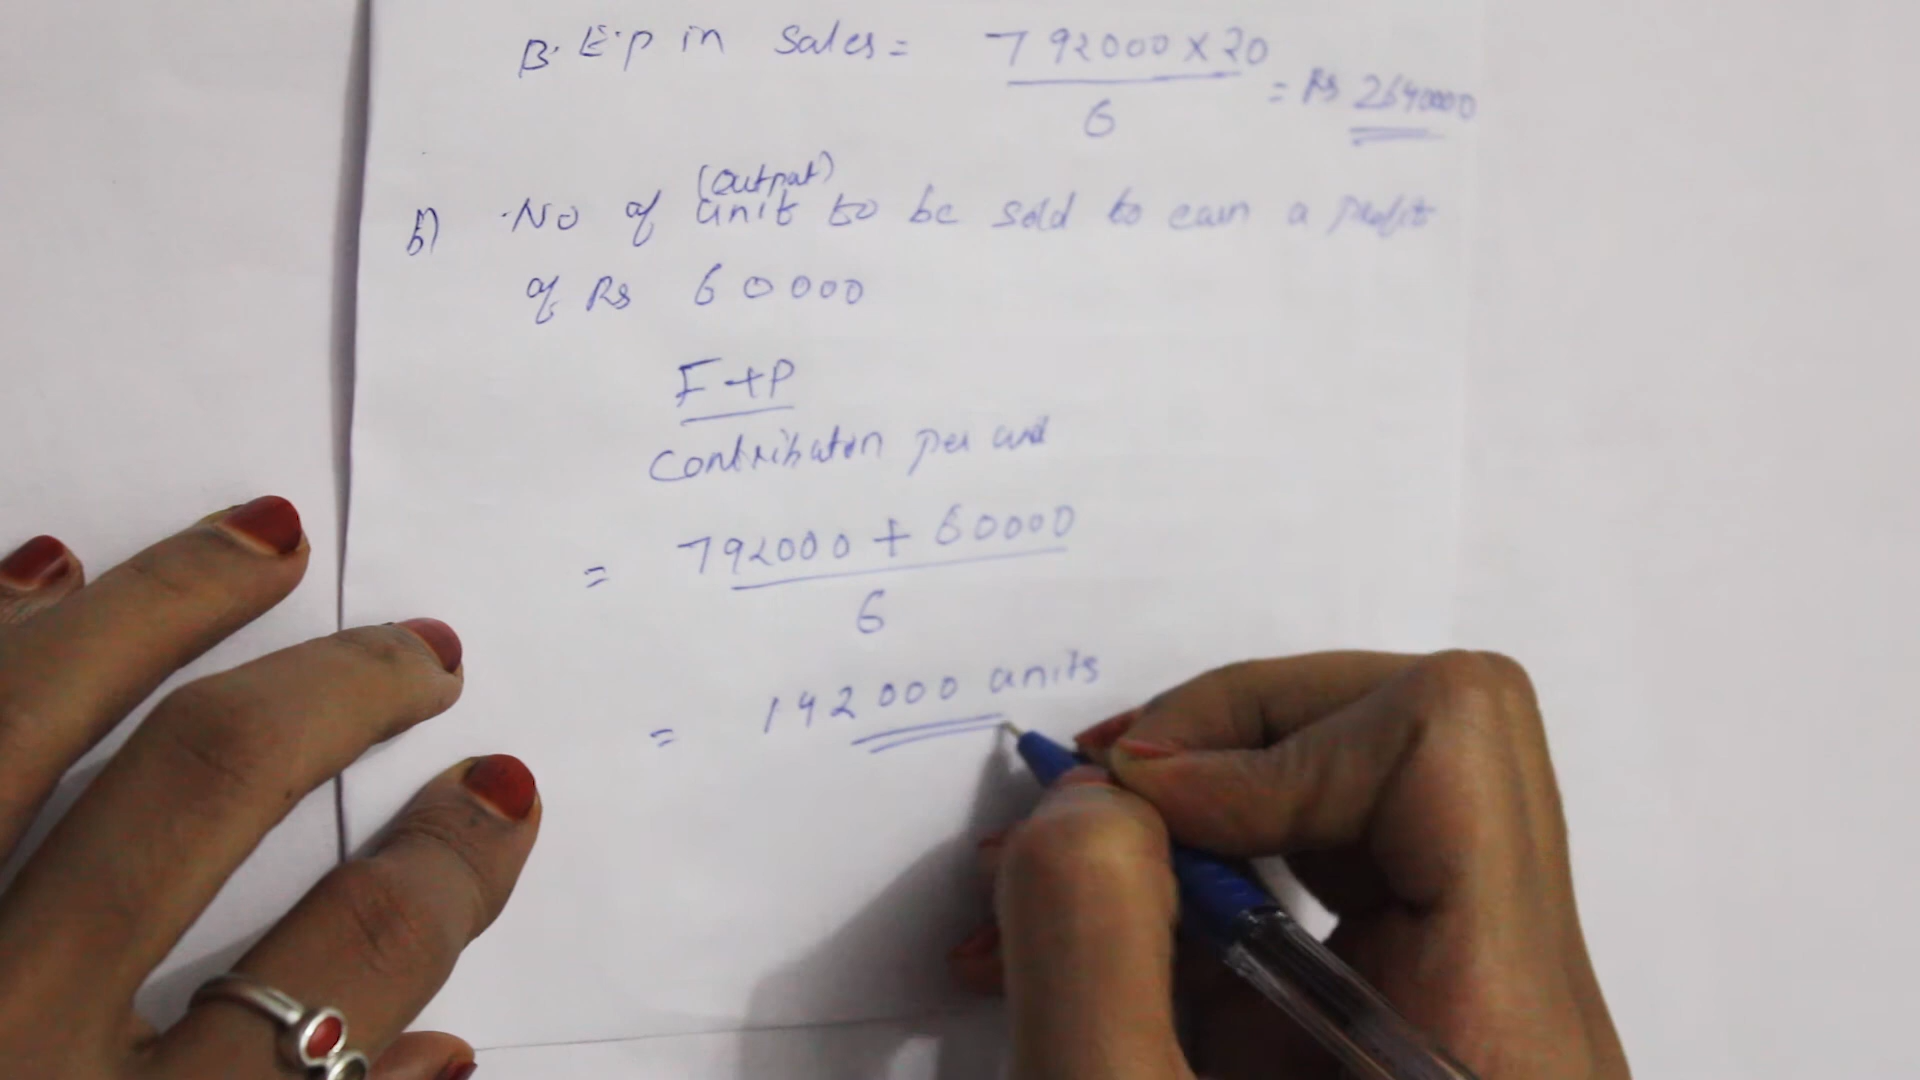 B.E.p in sales = 792000 × 20 / 6 = Rs 2640000
(Output)
b) No of unit to be sold to earn a profit
of Rs 60000
F + P
Contribution per unit
= 792000 + 60000
6
= 142000 units